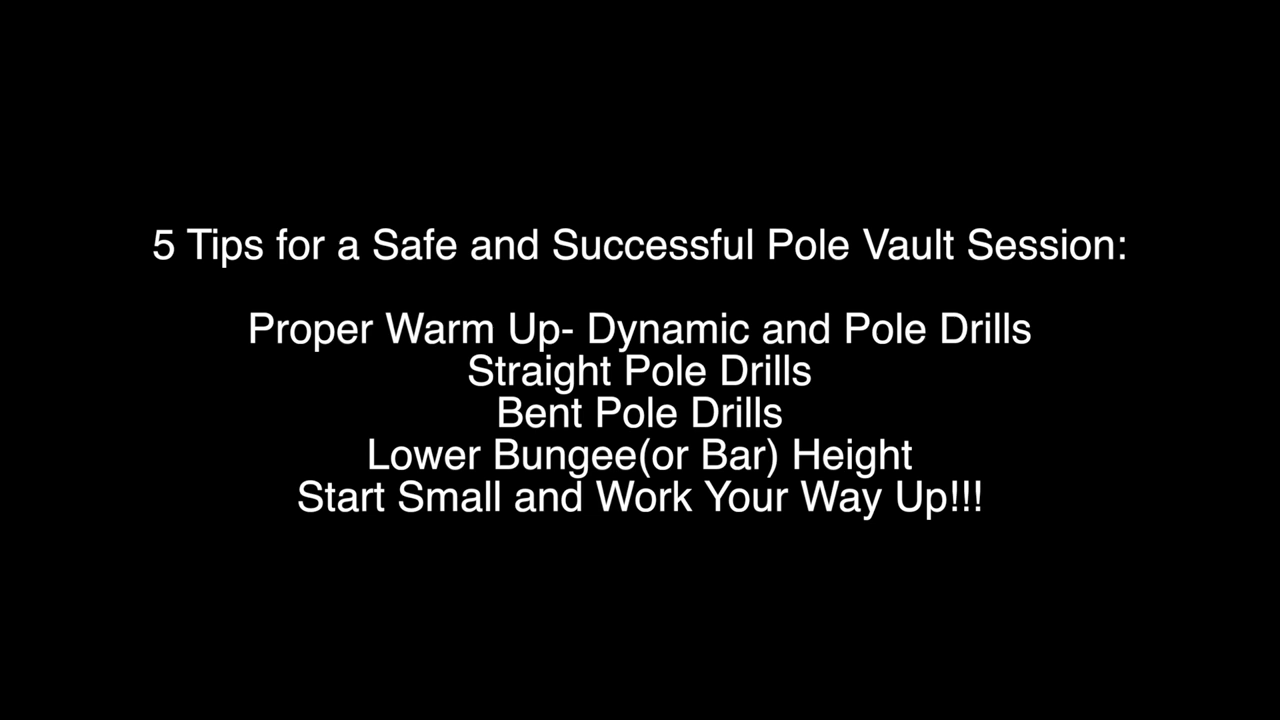 5 Tips for a Safe and Successful Pole Vault Session:
Proper Warm Up- Dynamic and Pole Drills
Straight Pole Drills
Bent Pole Drills
Lower Bungee(or Bar) Height
Start Small and Work Your Way Up!!!